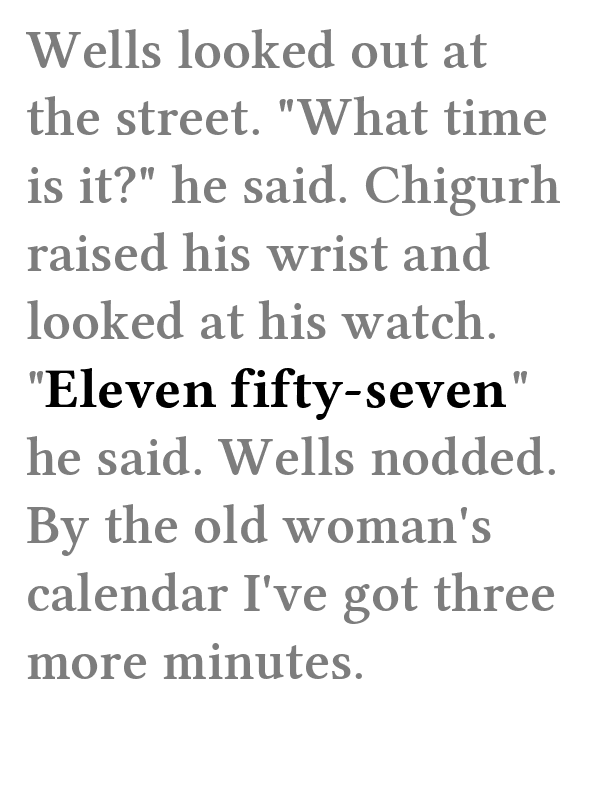 Wells looked out at
the street. "What time
is it?" he said. Chigurh
raised his wrist and
looked at his watch.
"Eleven fifty-seven"
he said. Wells nodded.
By the old woman's
calendar I've got three
more minutes.